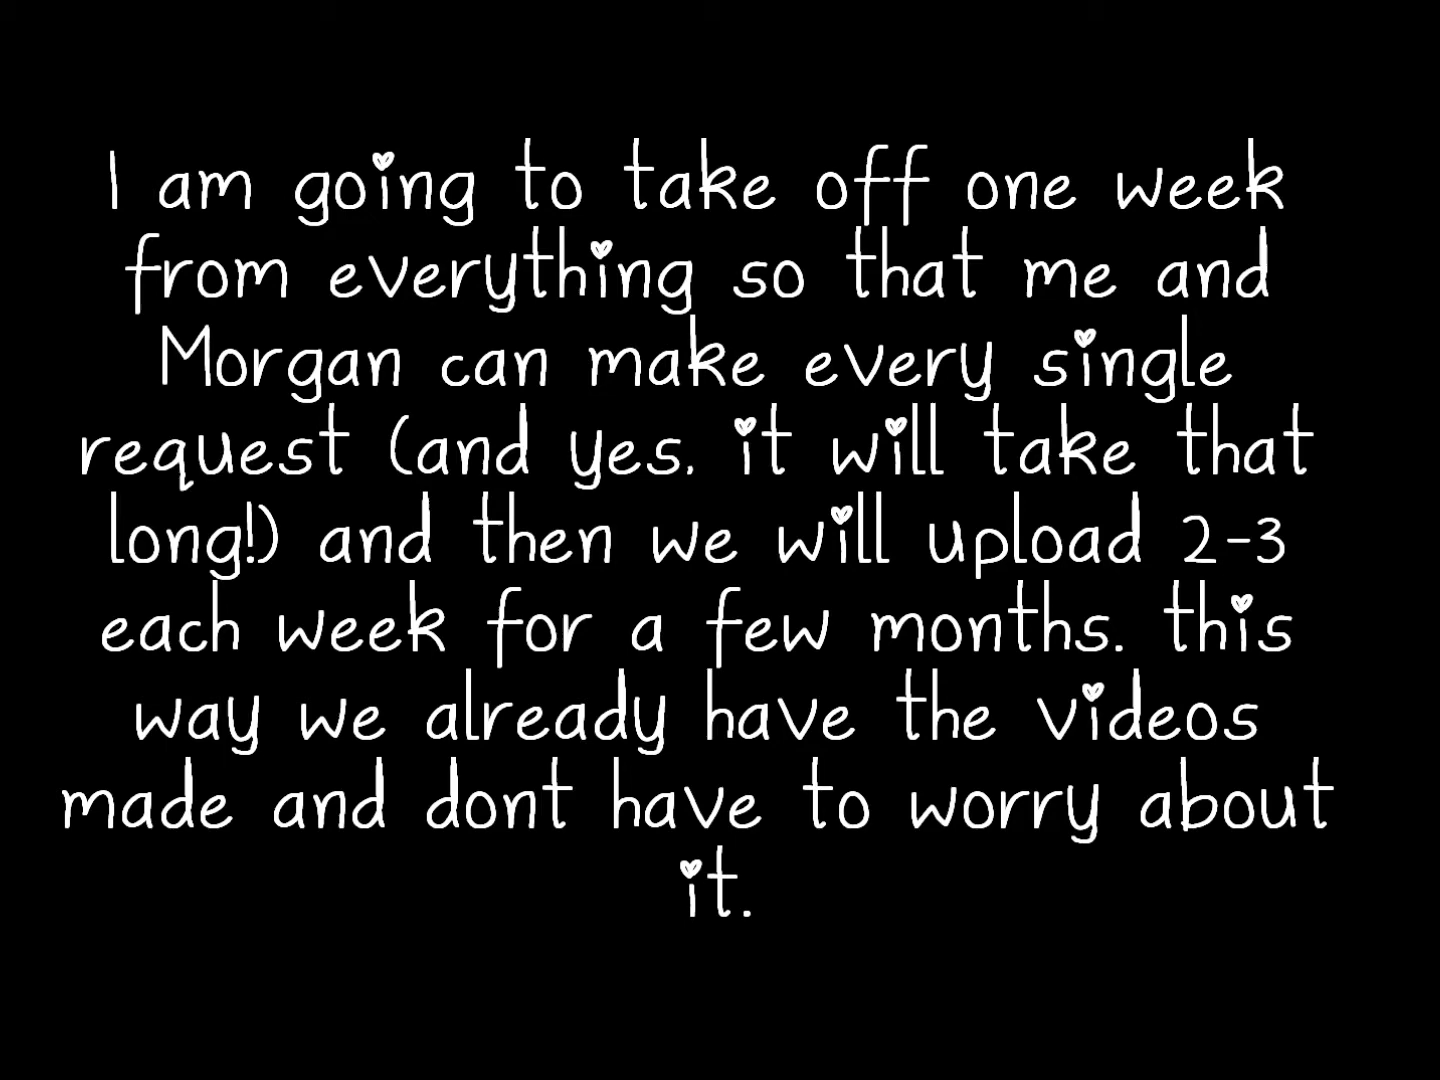 I am going to take off one week
from everything so that me and
Morgan can make every single
request (and yes. it will take that
long!) and then we will upload 2-3
each week for a few months. this
way we already have the videos
made and dont have to worry about
it.